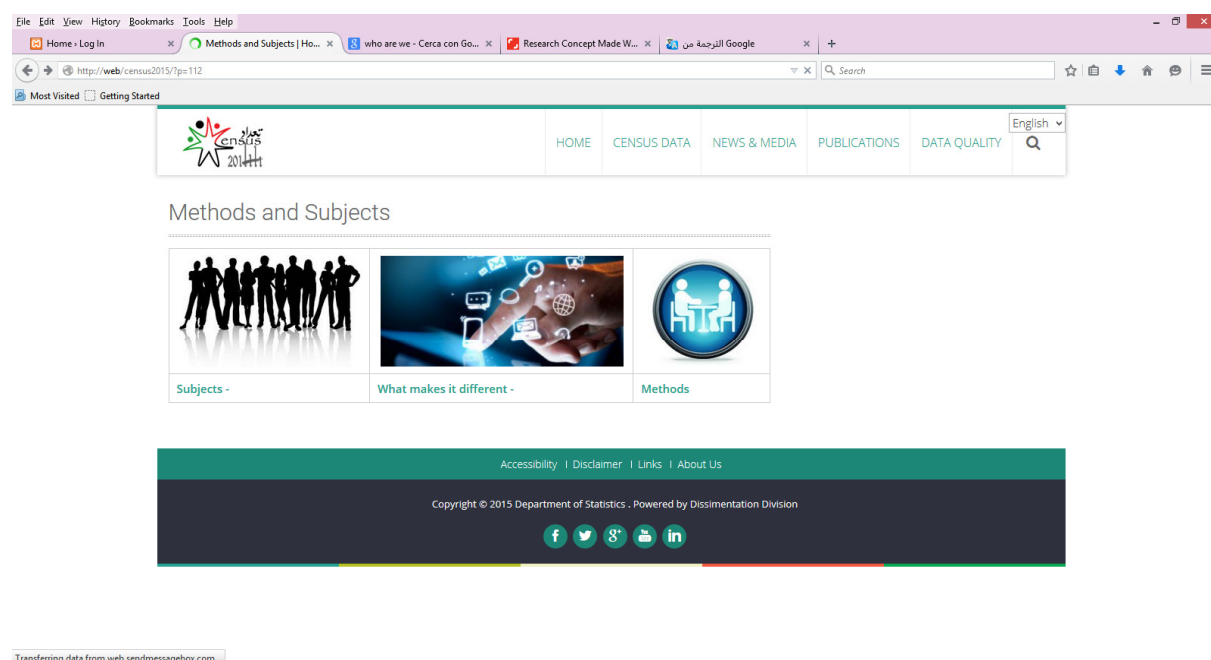 File Edit View History Bookmarks Tools Help
Home › Log In
Methods and Subjects | Ho...
who are we - Cerca con Go...
Research Concept Made W...
الترجمة من Google
http://web/census2015/?p=112
Search
Most Visited Getting Started
تعداد
Census
201
HOME CENSUS DATA NEWS & MEDIA PUBLICATIONS DATA QUALITY
English
Methods and Subjects
Subjects - What makes it different - Methods
Accessibility | Disclaimer | Links | About Us
Copyright © 2015 Department of Statistics . Powered by Dissimentation Division
Transferring data from web.sendmessagebox.com...